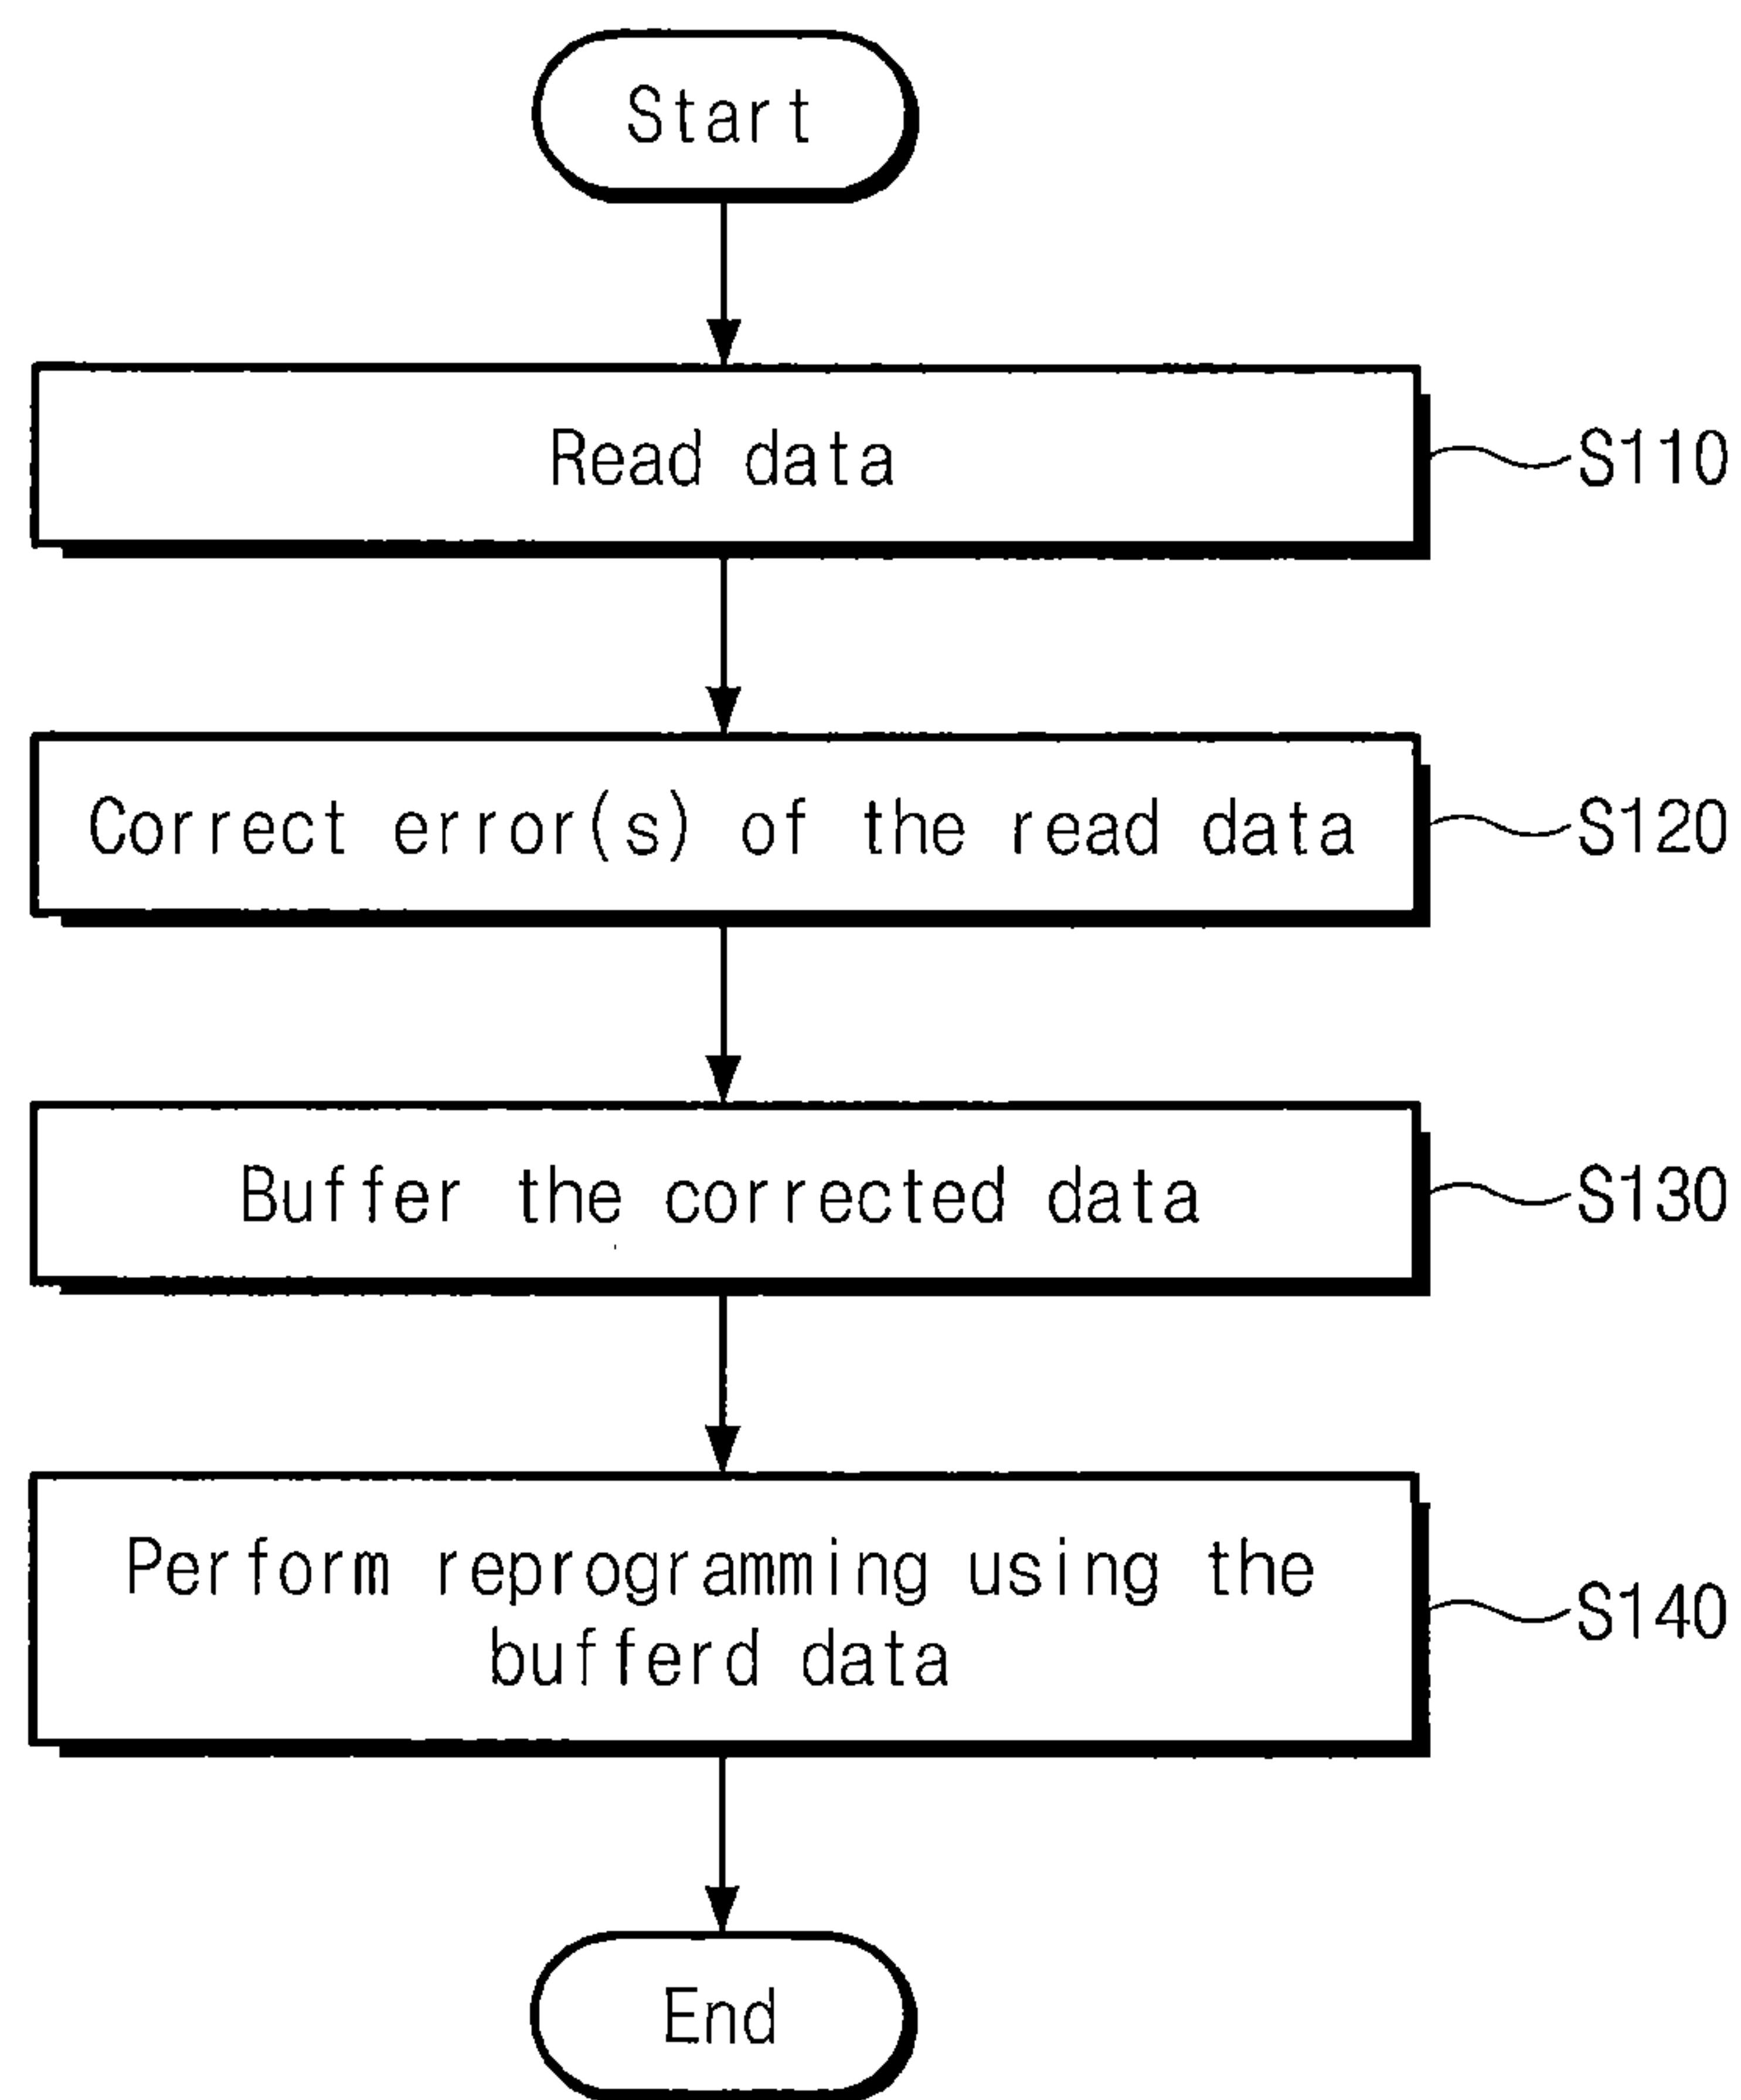 Start
Read data
S110
Correct error(s) of the read data
S120
Buffer the corrected data
S130
Perform reprogramming using the
bufferd data
S140
End